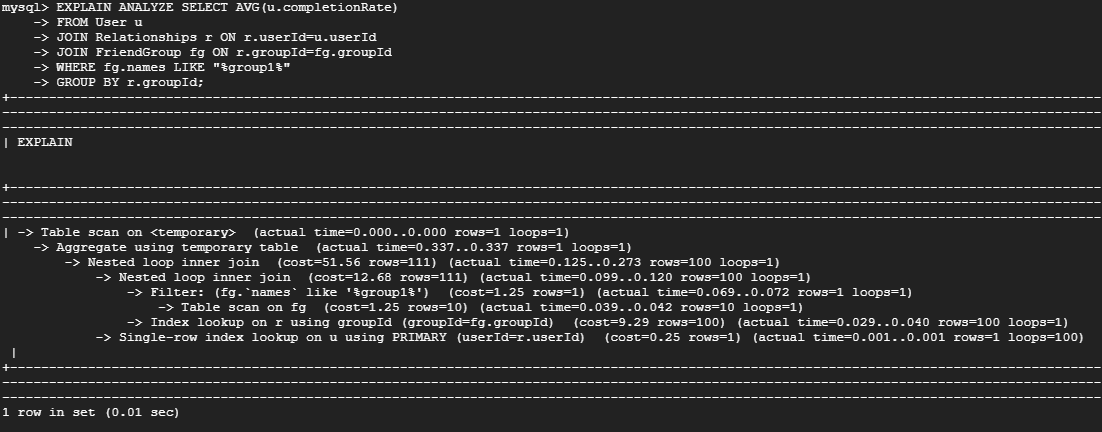 mysql> EXPLAIN ANALYZE SELECT AVG(u.completionRate)
    -> FROM User u
    -> JOIN Relationships r ON r.userId=u.userId
    -> JOIN FriendGroup fg ON r.groupId=fg.groupId
    -> WHERE fg.names LIKE "%group1%"
    -> GROUP BY r.groupId;
| EXPLAIN
| -> Table scan on <temporary>  (actual time=0.000..0.000 rows=1 loops=1)
    -> Aggregate using temporary table  (actual time=0.337..0.337 rows=1 loops=1)
        -> Nested loop inner join  (cost=51.56 rows=111) (actual time=0.125..0.273 rows=100 loops=1)
            -> Nested loop inner join  (cost=12.68 rows=111) (actual time=0.099..0.120 rows=100 loops=1)
                -> Filter: (fg.`names` like '%group1%')  (cost=1.25 rows=1) (actual time=0.069..0.072 rows=1 loops=1)
                    -> Table scan on fg  (cost=1.25 rows=10) (actual time=0.039..0.042 rows=10 loops=1)
                -> Index lookup on r using groupId (groupId=fg.groupId)  (cost=9.29 rows=100) (actual time=0.029..0.040 rows=100 loops=1)
            -> Single-row index lookup on u using PRIMARY (userId=r.userId)  (cost=0.25 rows=1) (actual time=0.001..0.001 rows=1 loops=100)
 |
1 row in set (0.01 sec)